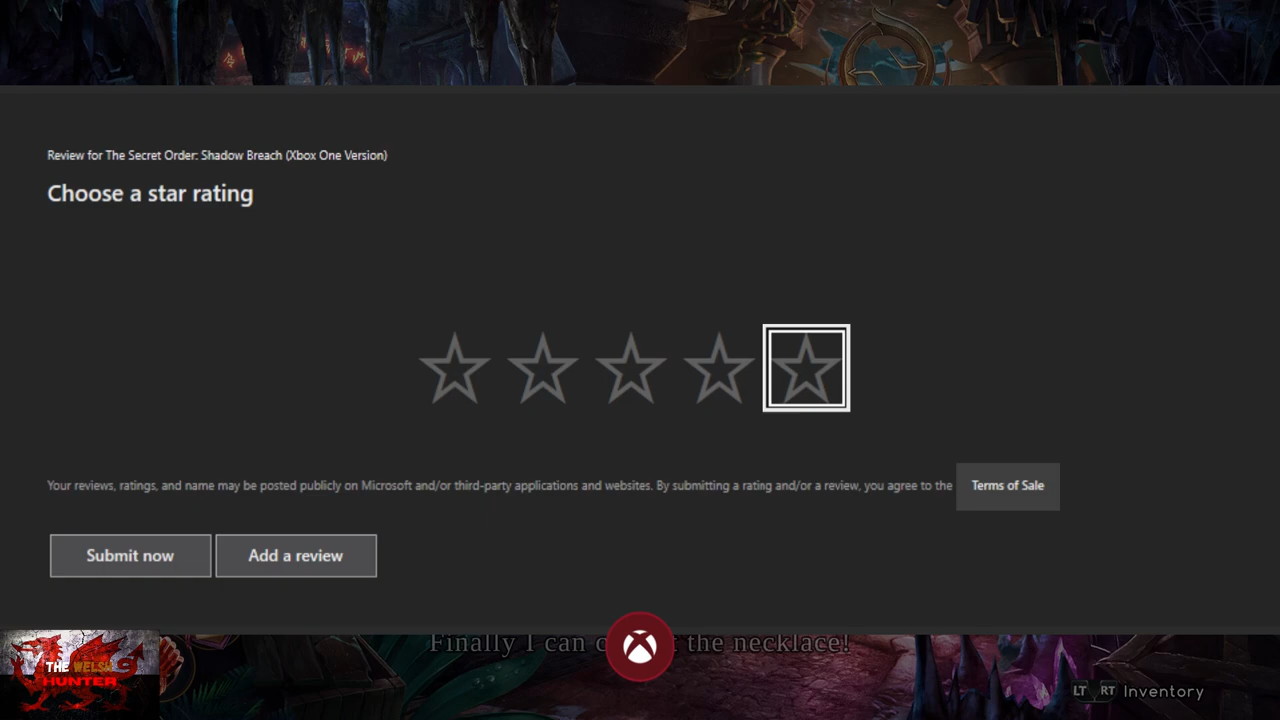 Review for The Secret Order: Shadow Breach (Xbox One Version)
Choose a star rating
Your reviews, ratings, and name may be posted publicly on Microsoft and/or third-party applications and websites. By submitting a rating and/or a review, you agree to the Terms of Sale
Submit now Add a review
Finally I can c t the necklace!
THE WELSH
HUNTER
LT RT Inventory